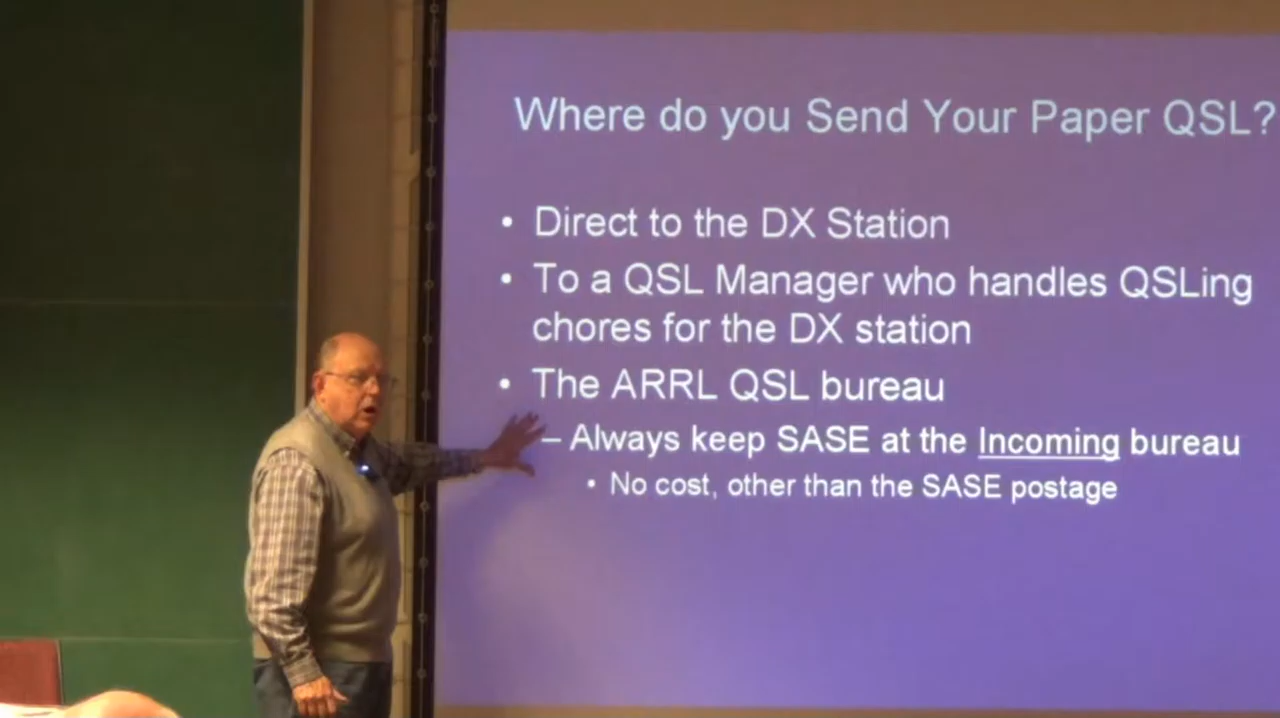 Where do you Send Your Paper QSL?
• Direct to the DX Station
• To a QSL Manager who handles QSLing
chores for the DX station
• The ARRL QSL bureau
– Always keep SASE at the Incoming bureau
• No cost, other than the SASE postage